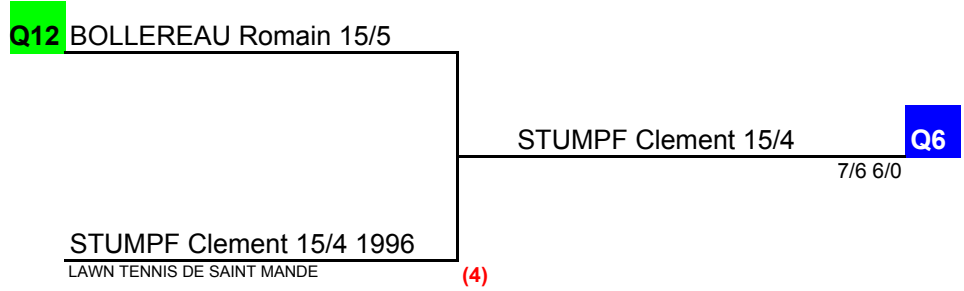 Q12 BOLLEREAU Romain 15/5
STUMPF Clement 15/4 Q6
7/6 6/0
STUMPF Clement 15/4 1996
LAWN TENNIS DE SAINT MANDE (4)